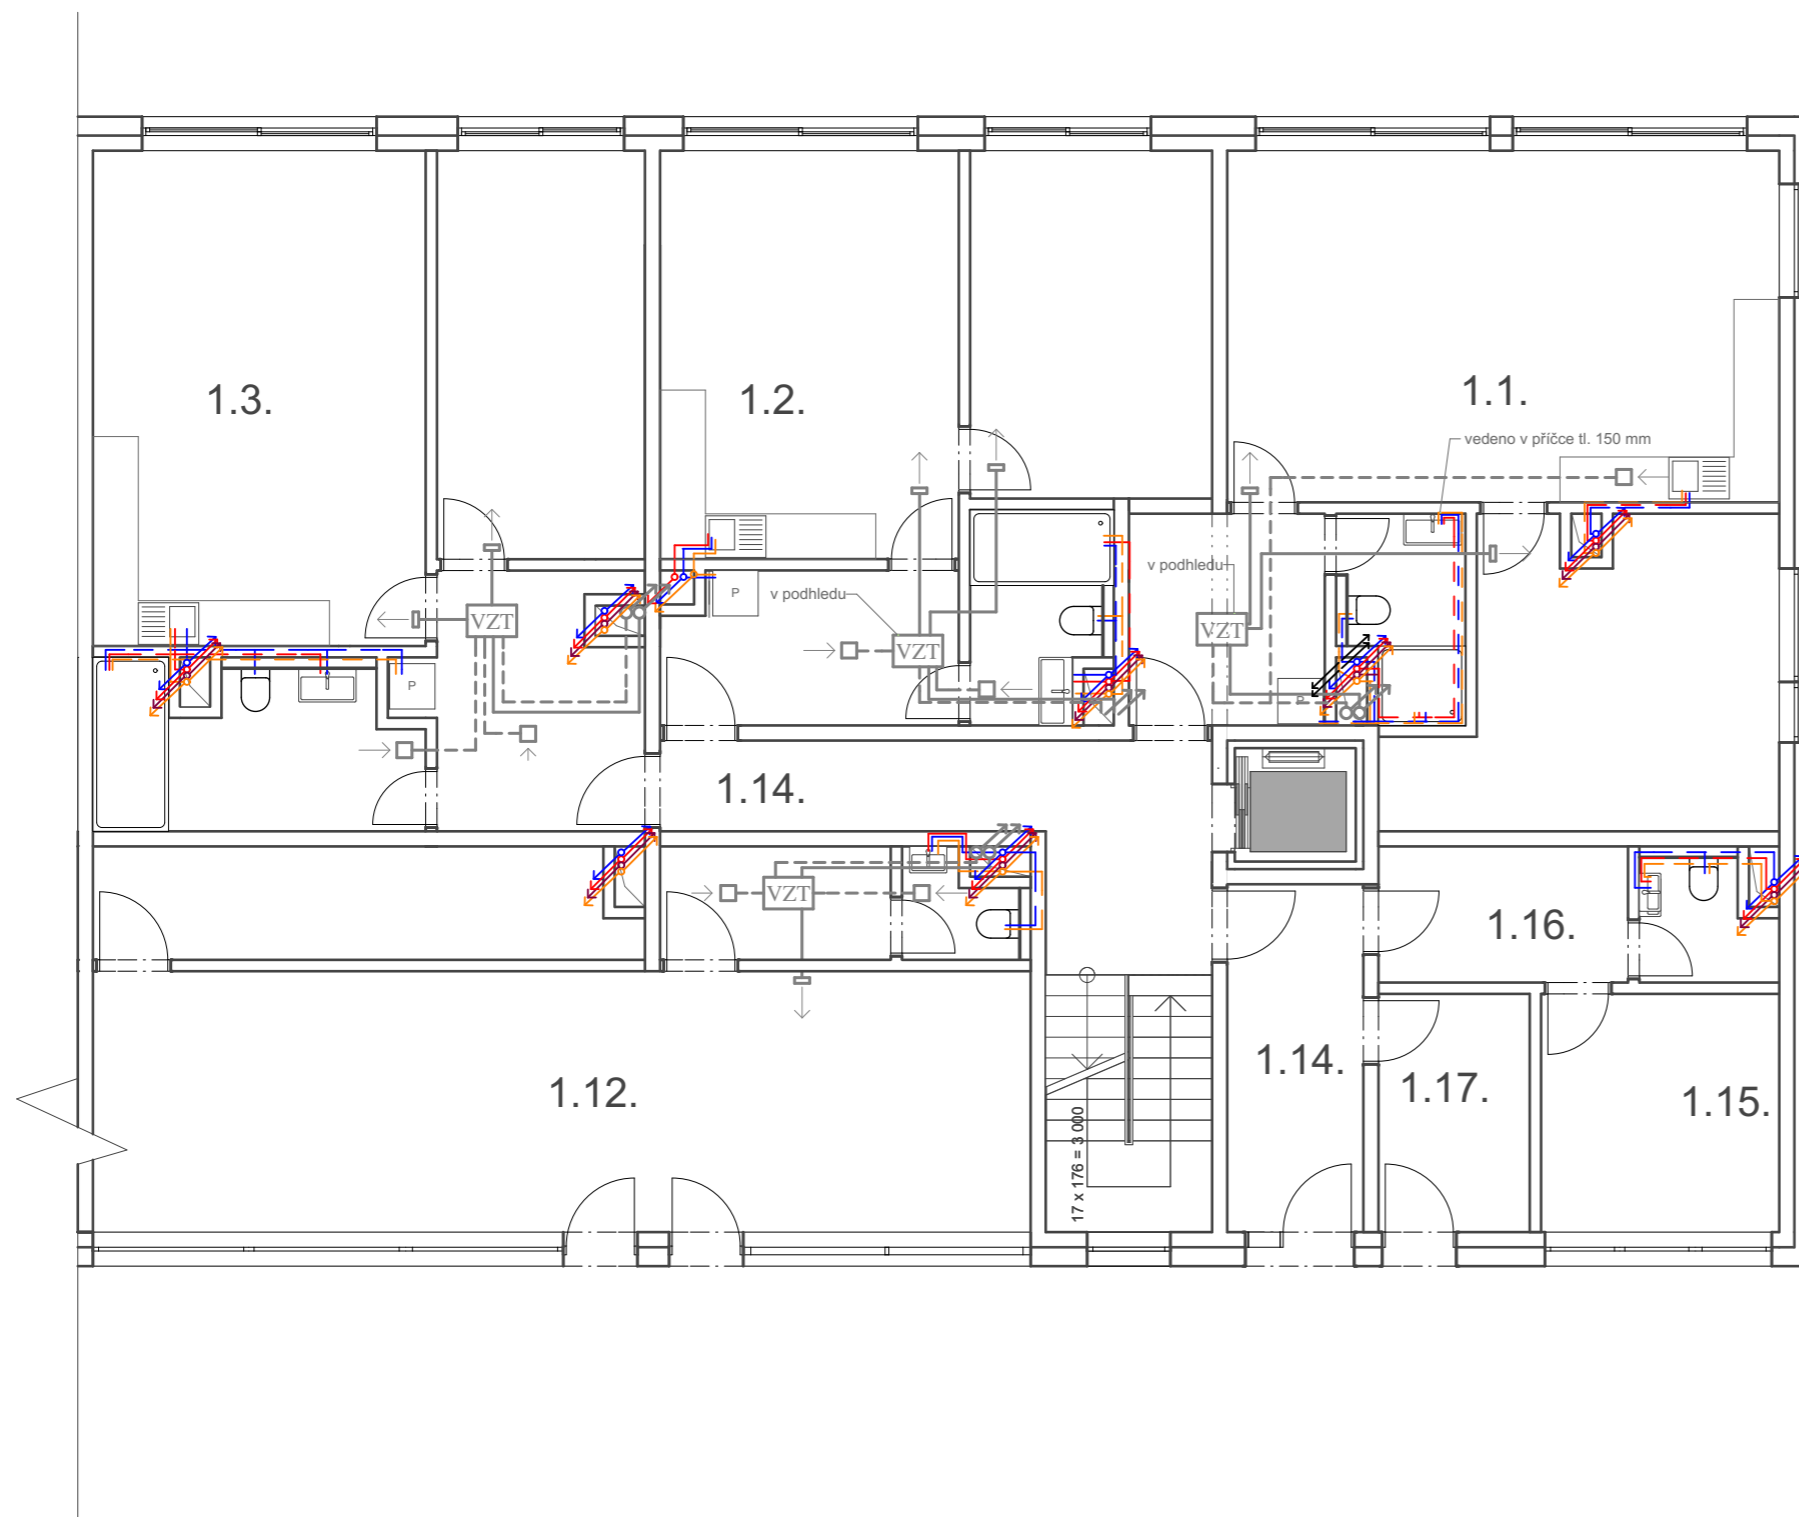 1.3.
1.2.
1.1.
vedeno v příčce tl. 150 mm
v podhledu
P
v podhledu
VZT
VZT
VZT
P
P
1.14.
VZT
1.16.
1.14.
1.17.
1.12.
1.15.
17 x 176 = 3 000